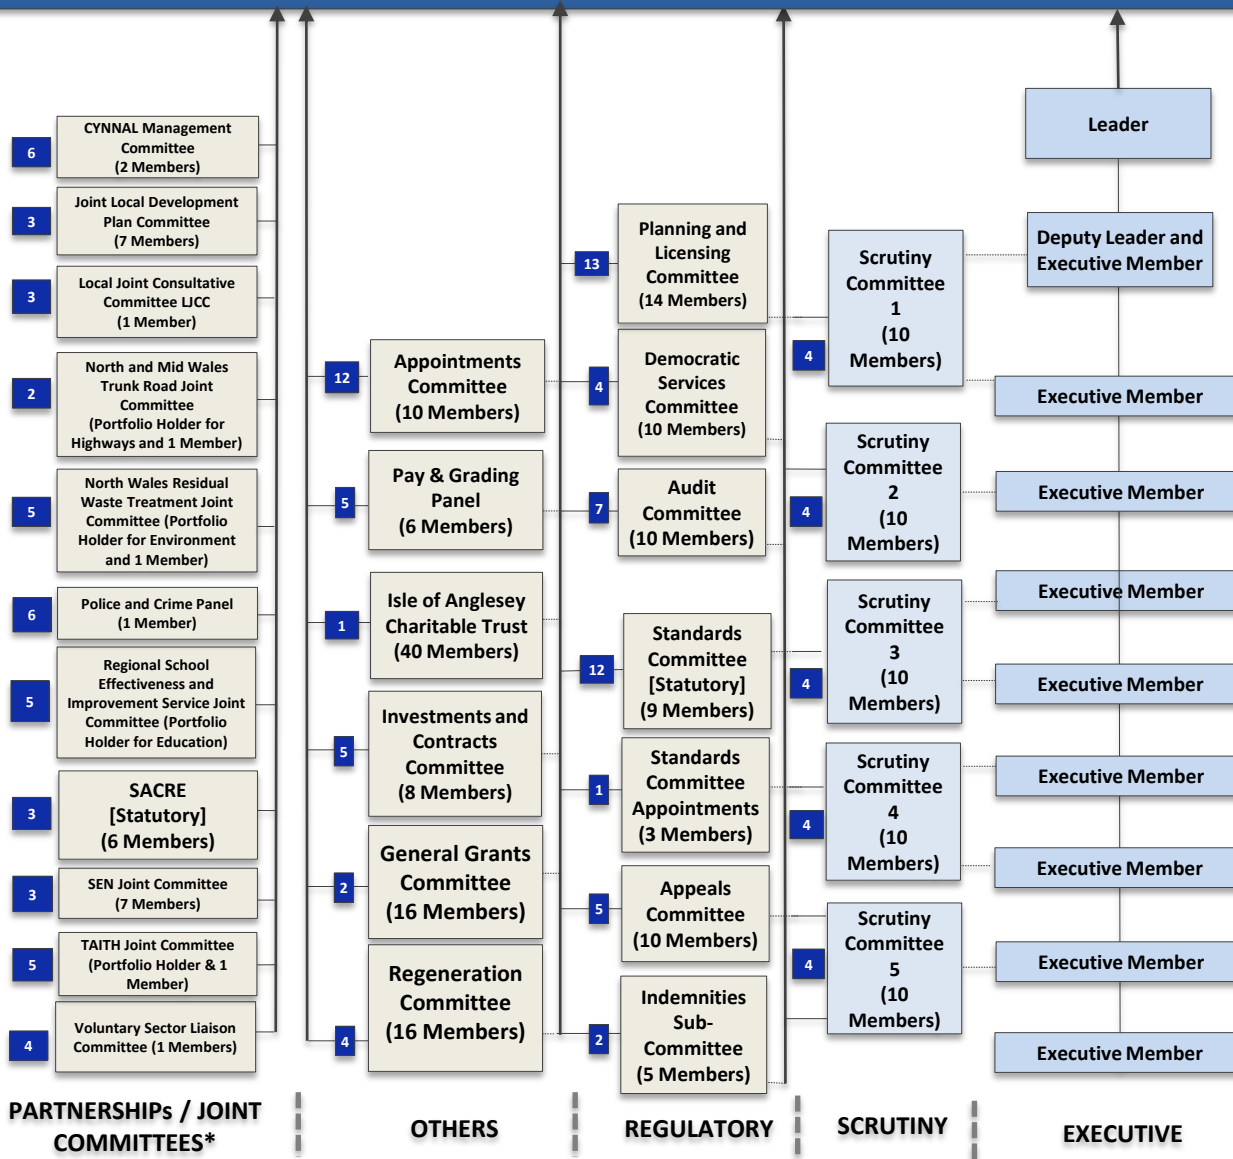 6
CYNNAL Management
Committee
(2 Members)
3
Joint Local Development
Plan Committee
(7 Members)
3
Local Joint Consultative
Committee LJCC
(1 Member)
2
North and Mid Wales
Trunk Road Joint
Committee
(Portfolio Holder for
Highways and 1 Member)
5
North Wales Residual
Waste Treatment Joint
Committee (Portfolio
Holder for Environment
and 1 Member)
6
Police and Crime Panel
(1 Member)
5
Regional School
Effectiveness and
Improvement Service Joint
Committee (Portfolio
Holder for Education)
3
SACRE
[Statutory]
(6 Members)
3
SEN Joint Committee
(7 Members)
5
TAITH Joint Committee
(Portfolio Holder & 1
Member)
4
Voluntary Sector Liaison
Committee (1 Members)
PARTNERSHIPs / JOINT
COMMITTEES*
12
Appointments
Committee
(10 Members)
5
Pay & Grading
Panel
(6 Members)
1
Isle of Anglesey
Charitable Trust
(40 Members)
5
Investments and
Contracts
Committee
(8 Members)
2
General Grants
Committee
(16 Members)
4
Regeneration
Committee
(16 Members)
OTHERS
13
Planning and
Licensing
Committee
(14 Members)
4
Democratic
Services
Committee
(10 Members)
7
Audit
Committee
(10 Members)
12
Standards
Committee
[Statutory]
(9 Members)
1
Standards
Committee
Appointments
(3 Members)
5
Appeals
Committee
(10 Members)
2
Indemnities
Sub-
Committee
(5 Members)
REGULATORY
4
Scrutiny
Committee
1
(10
Members)
4
Scrutiny
Committee
2
(10
Members)
4
Scrutiny
Committee
3
(10
Members)
4
Scrutiny
Committee
4
(10
Members)
4
Scrutiny
Committee
5
(10
Members)
SCRUTINY
Leader
Deputy Leader and
Executive Member
Executive Member
Executive Member
Executive Member
Executive Member
Executive Member
Executive Member
Executive Member
Executive Member
EXECUTIVE